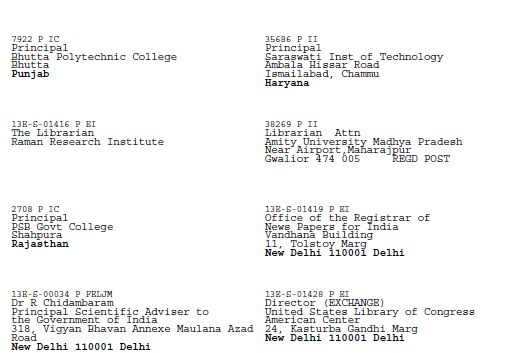 7922 P IC
Principal
Bhutta Polytechnic College
Bhutta
Punjab
35686 P II
Principal
Saraswati Inst of Technology
Ambala Hissar Road
Ismailabad, Chammu
Haryana
13E-S-01416 P EI
The Librarian
Raman Research Institute
38269 P II
Librarian Attn
Amity University Madhya Pradesh
Near Airport,Maharajpur
Gwalior 474 005 REGD POST
2708 P IC
Principal
PSB Govt College
Shahpura
Rajasthan
13E-S-01419 P EI
Office of the Registrar of
News Papers for India
Vandhana Building
11, Tolstoy Marg
New Delhi 110001 Delhi
13E-S-00034 P FELJM
Dr R Chidambaram
Principal Scientific Adviser to
the Government of India
318, Vigyan Bhavan Annexe Maulana Azad
Road
New Delhi 110001 Delhi
13E-S-01428 P EI
Director (EXCHANGE)
United States Library of Congress
American Center
24, Kasturba Gandhi Marg
New Delhi 110001 Delhi